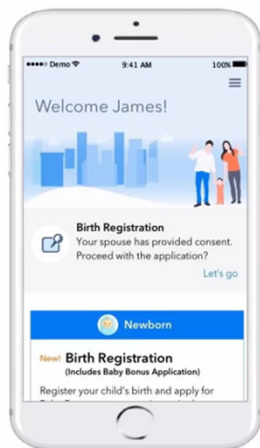 Demo 9:41 AM 100%
Welcome James!
Birth Registration
Your spouse has provided consent.
Proceed with the application?
Let's go
Newborn
New! Birth Registration
(Includes Baby Bonus Application)
Register your child's birth and apply for